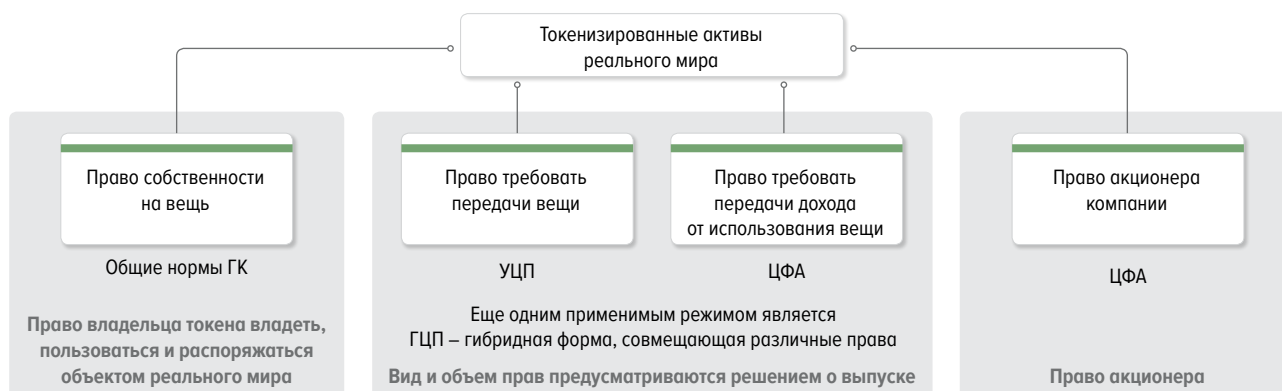 Токенизированные активы
реального мира
Право собственности
на вещь
Общие нормы ГК
Право владельца токена владеть,
пользоваться и распоряжаться
объектом реального мира
Право требовать
передачи вещи
УЦП
Право требовать
передачи дохода
от использования вещи
ЦФА
Еще одним применимым режимом является
ГЦП – гибридная форма, совмещающая различные права
Вид и объем прав предусматриваются решением о выпуске
Право акционера
компании
ЦФА
Право акционера